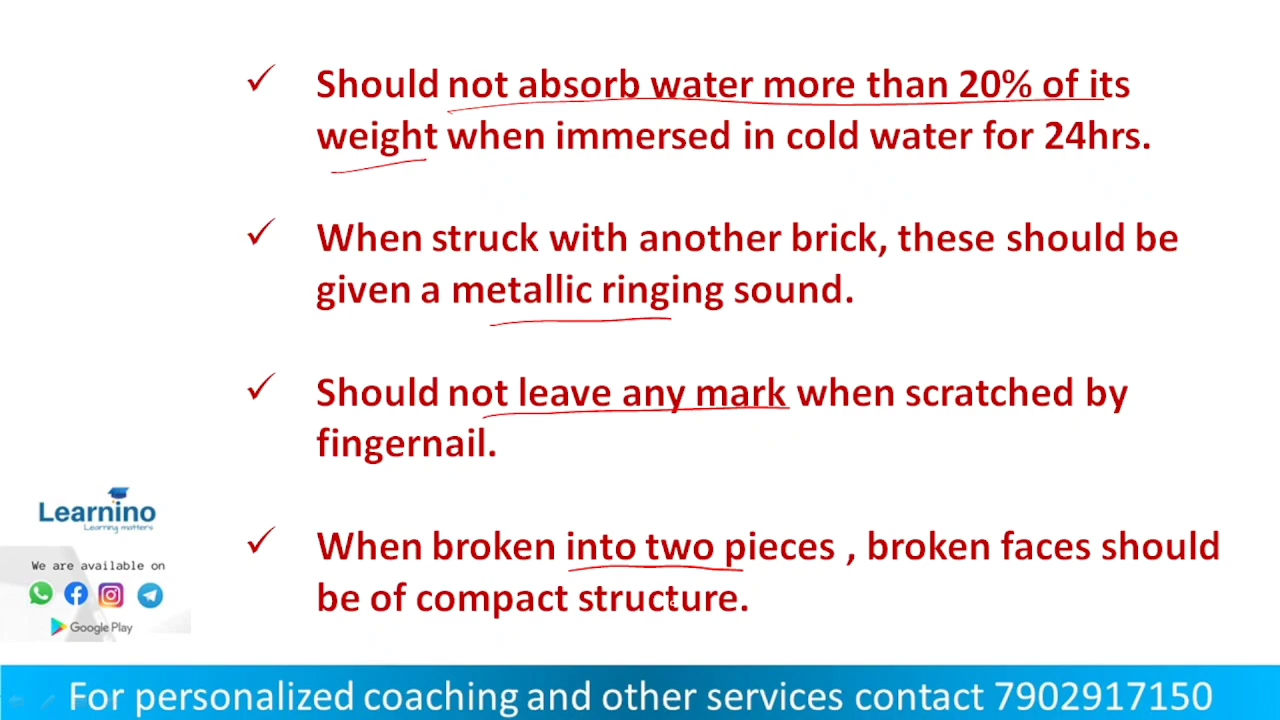 Should not absorb water more than 20% of its
weight when immersed in cold water for 24hrs.
When struck with another brick, these should be
given a metallic ringing sound.
Should not leave any mark when scratched by
fingernail.
When broken into two pieces , broken faces should
be of compact structure.
Learnino
Learning matters
We are available on
Google Play
For personalized coaching and other services contact 7902917150